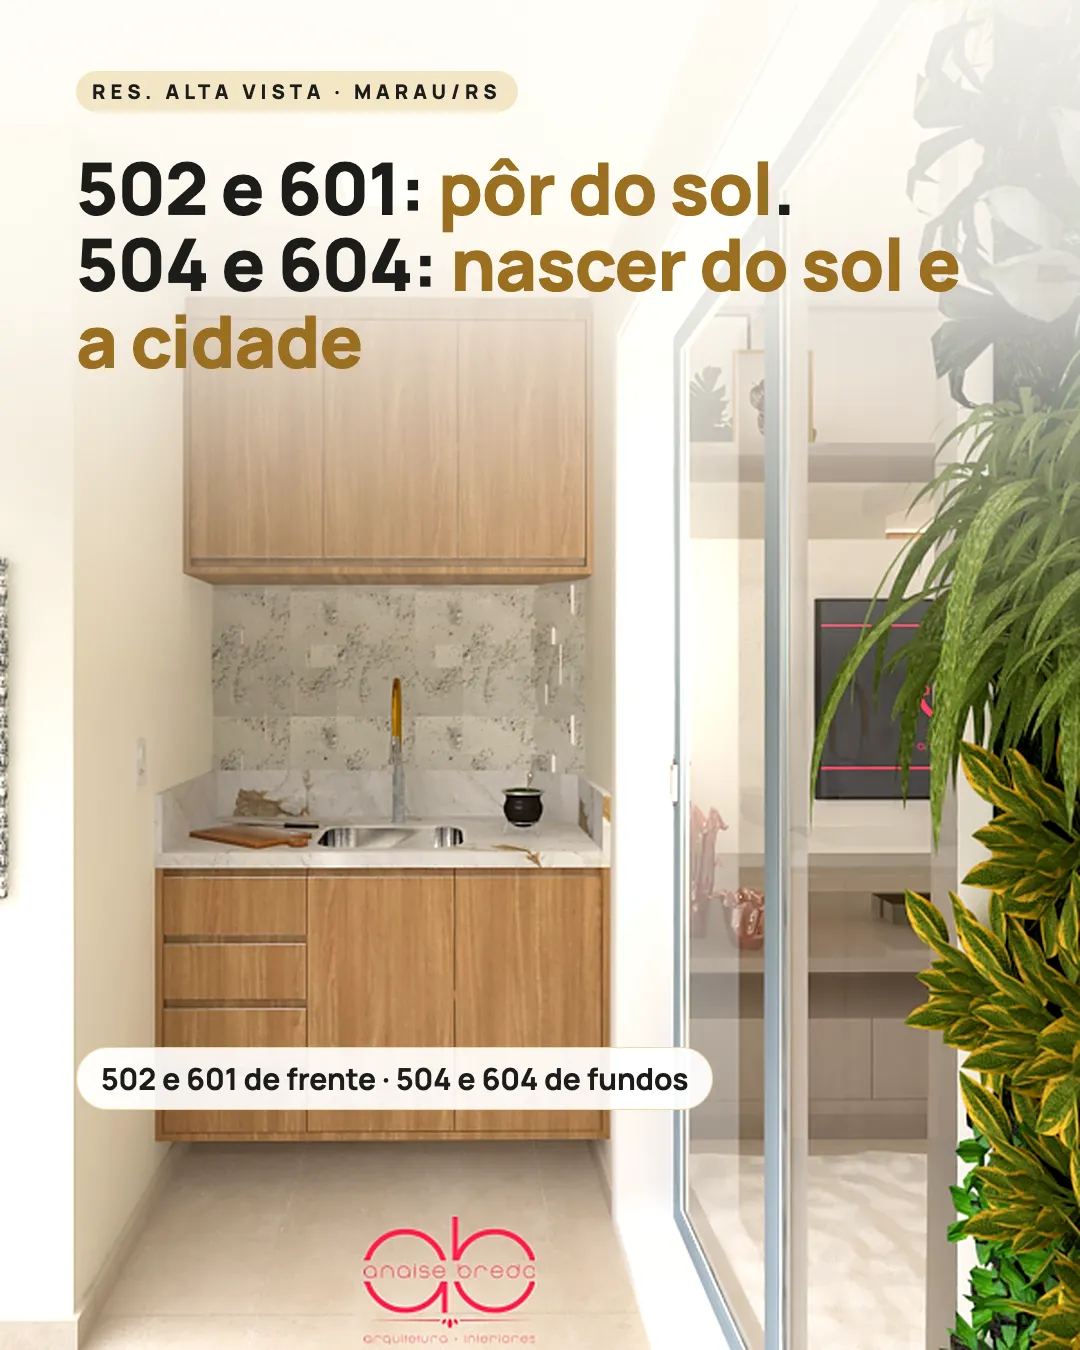 RES. ALTA VISTA · MARAU/RS
502 e 601: pôr do sol.
504 e 604: nascer do sol e
a cidade
502 e 601 de frente · 504 e 604 de fundos
anaise breda
arquitetura · interiores